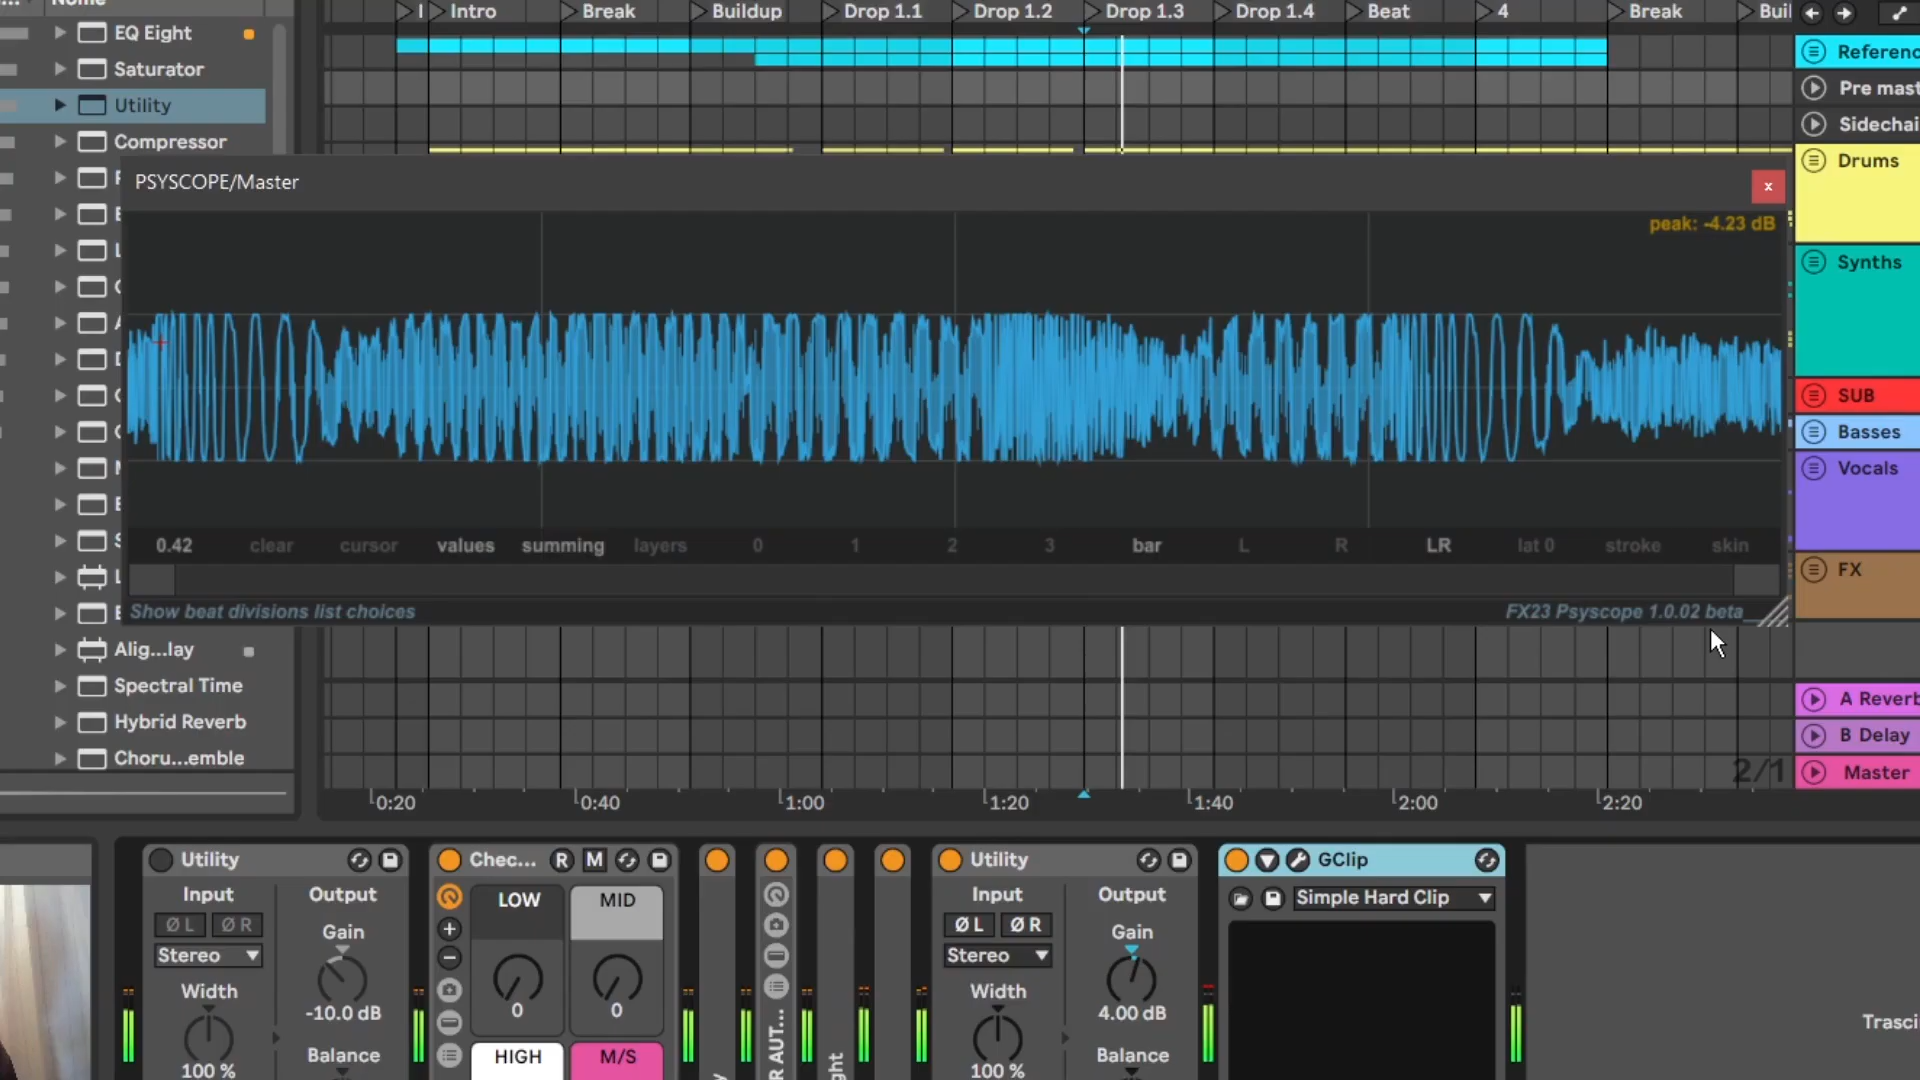 Name
EQ Eight
Saturator
Utility
Compressor
Alig...lay
Spectral Time
Hybrid Reverb
Choru...emble
Intro
Break
Buildup
Drop 1.1
Drop 1.2
Drop 1.3
Drop 1.4
Beat
4
Break
Buil
Referenc
Pre mast
Sidechai
Drums
Synths
SUB
Basses
Vocals
FX
A Reverb
B Delay
Master
PSYSCOPE/Master
x
peak: -4.23 dB
0.42 clear cursor values summing layers 0 1 2 3 bar L R LR lat 0 stroke skin
Show beat divisions list choices
FX23 Psyscope 1.0.02 beta
2/1
0:20 0:40 1:00 1:20 1:40 2:00 2:20
Utility
Input
Output
Ø L Ø R
Gain
Stereo
Width
-10.0 dB
Balance
100 %
Chec... R M
LOW MID
0 0
HIGH M/S
R AUT...
ght
Utility
Input
Output
Ø L Ø R
Gain
Stereo
Width
4.00 dB
Balance
100 %
GClip
Simple Hard Clip
Trasci